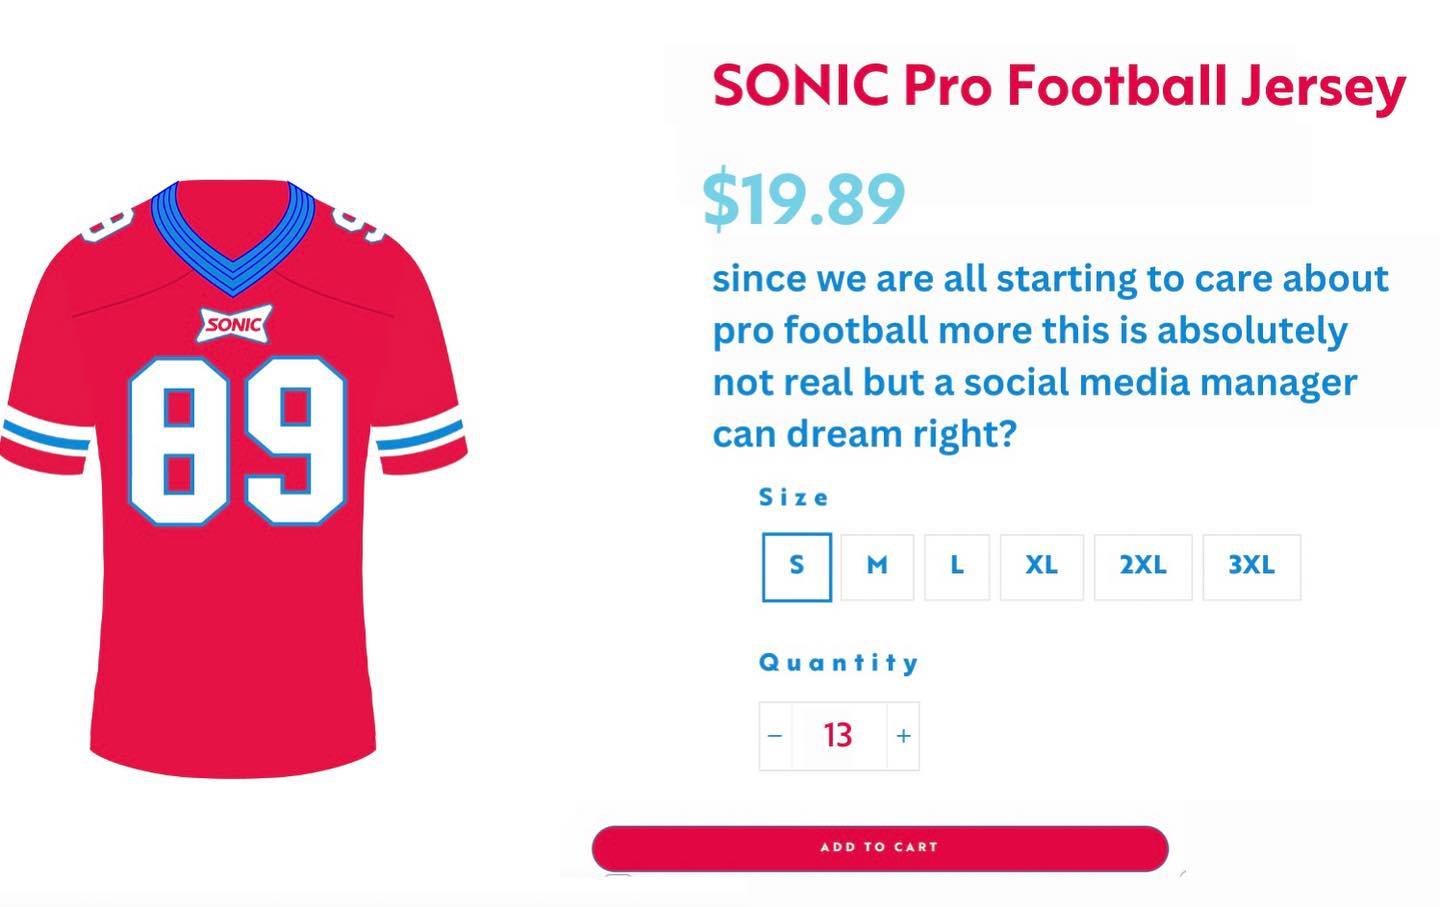 SONIC Pro Football Jersey
$19.89
since we are all starting to care about
pro football more this is absolutely
not real but a social media manager
can dream right?
SONIC
89
Size
S M L XL 2XL 3XL
Quantity
− 13 +
ADD TO CART